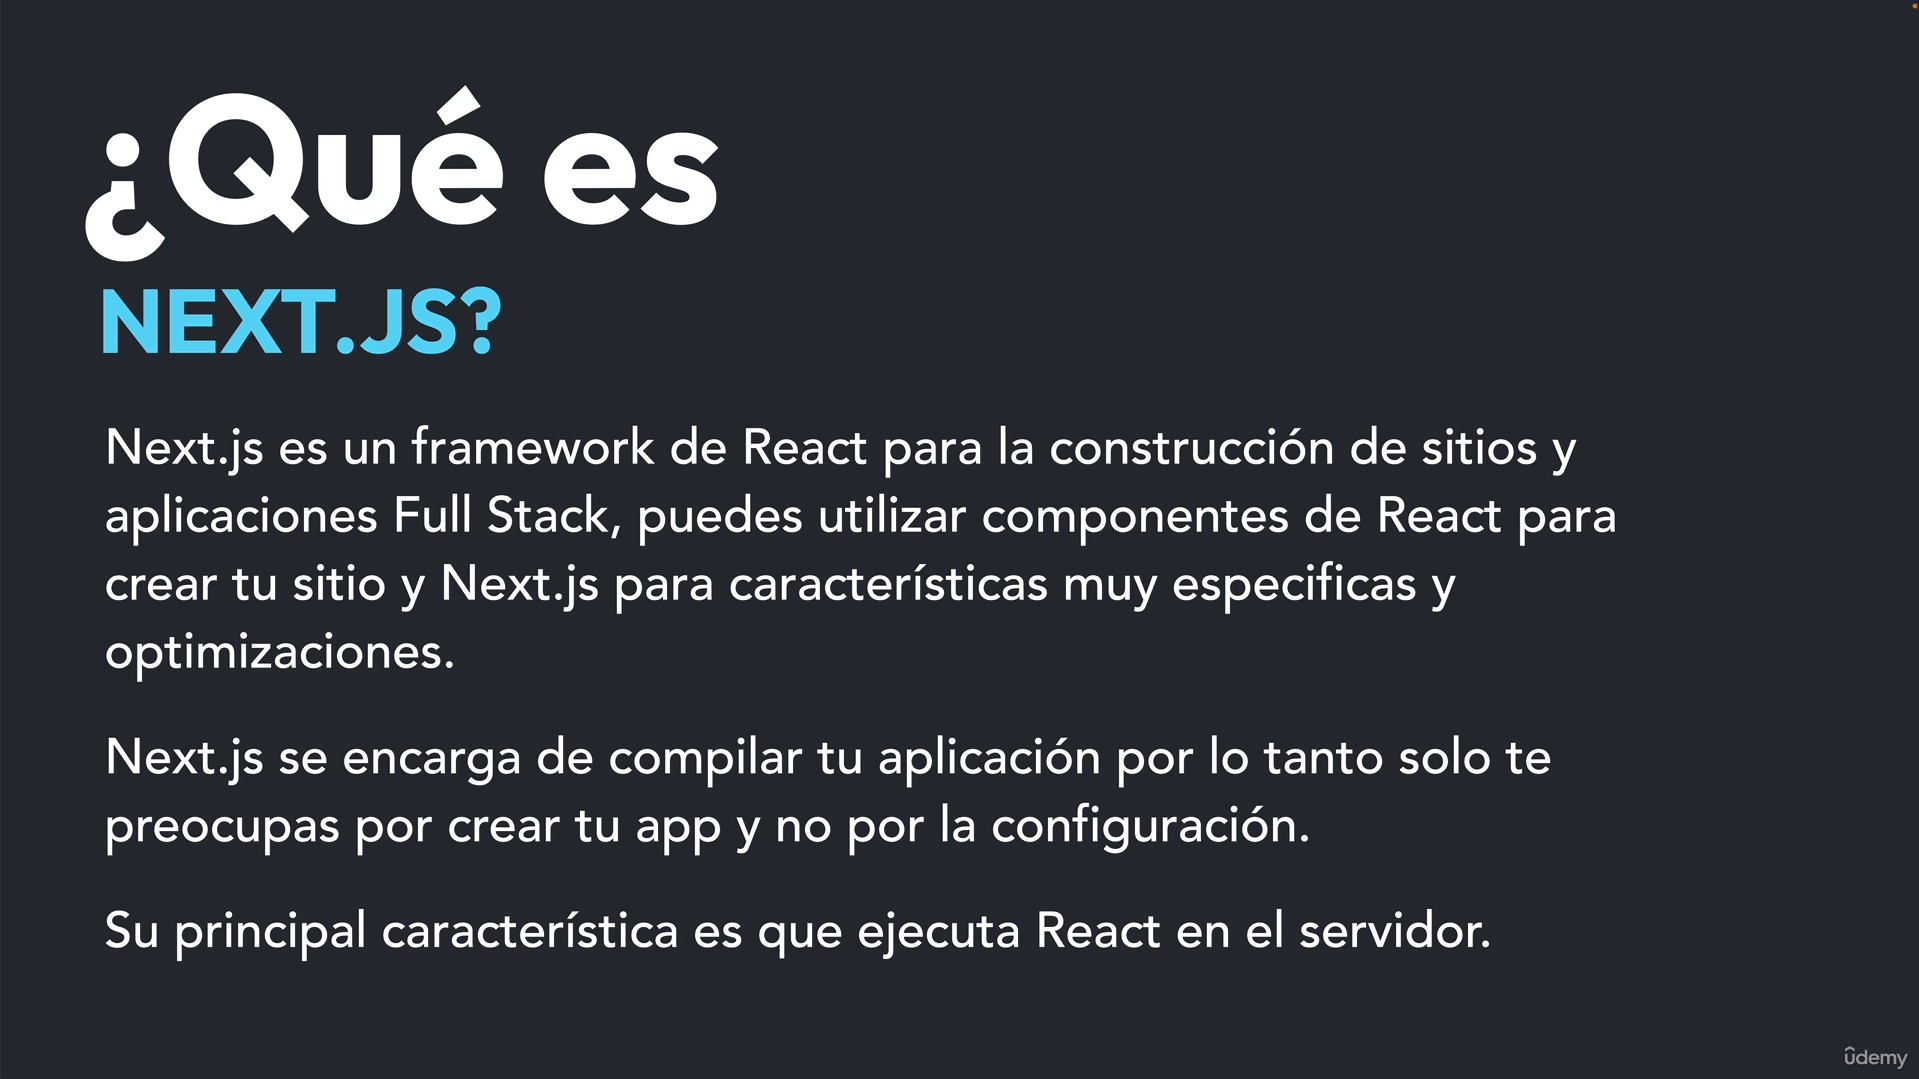 ¿Qué es
NEXT.JS?
Next.js es un framework de React para la construcción de sitios y
aplicaciones Full Stack, puedes utilizar componentes de React para
crear tu sitio y Next.js para características muy especificas y
optimizaciones.
Next.js se encarga de compilar tu aplicación por lo tanto solo te
preocupas por crear tu app y no por la configuración.
Su principal característica es que ejecuta React en el servidor.
udemy